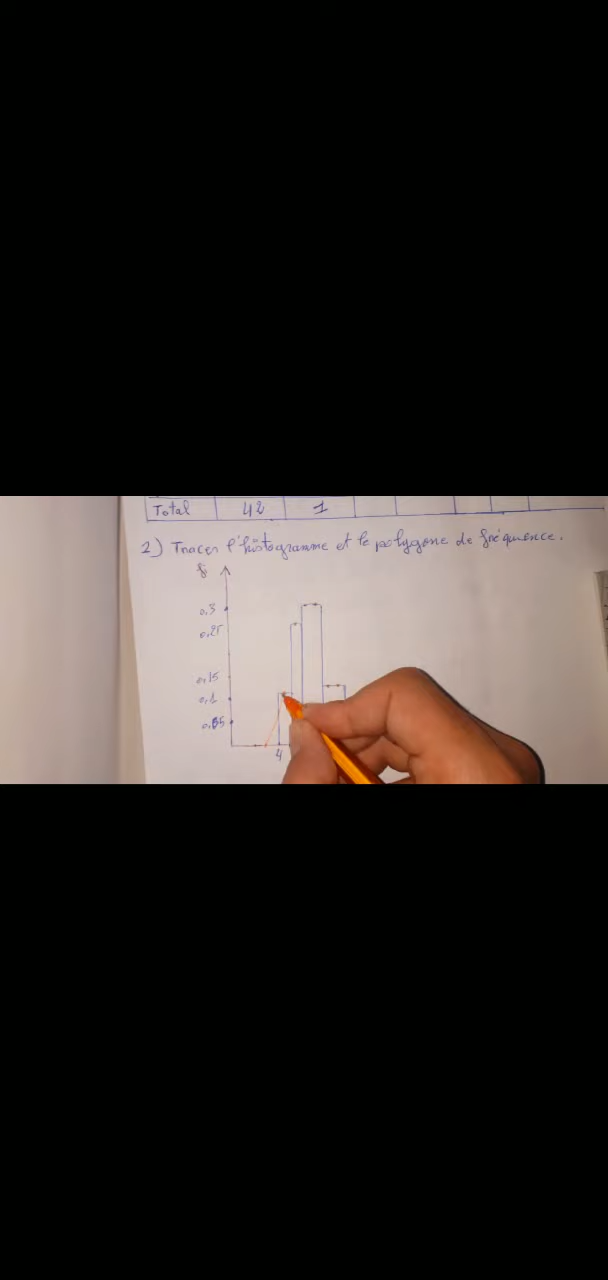 Total 42 1
2) Tracer l'histogramme et le polygone de fréquence.
fi
0,3
0,25
0,15
0,1
0,05
4